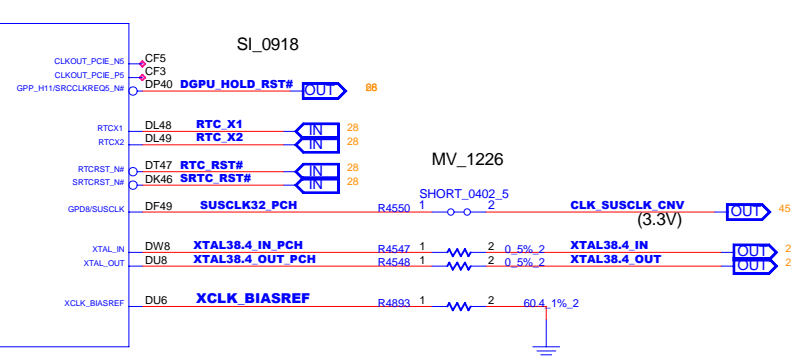 SI_0918
CLKOUT_PCIE_N5 CF5
CLKOUT_PCIE_P5 CF3
GPP_H11/SRCCLKREQ5_N# DP40 DGPU_HOLD_RST# OUT
RTCX1 DL48 RTC_X1 IN 28
RTCX2 DL49 RTC_X2 IN 28
MV_1226
RTCRST_N# DT47 RTC_RST# IN 28
SRTCRST_N# DK46 SRTC_RST# IN 28
SHORT_0402_5
GPD8/SUSCLK DF49 SUSCLK32_PCH R4550 1 2 CLK_SUSCLK_CNV OUT 45
(3.3V)
XTAL_IN DW8 XTAL38.4_IN_PCH R4547 1 2 0_5%_2 XTAL38.4_IN OUT 2
XTAL_OUT DU8 XTAL38.4_OUT_PCH R4548 1 2 0_5%_2 XTAL38.4_OUT OUT 2
XCLK_BIASREF DU6 XCLK_BIASREF R4893 1 2 60.4_1%_2